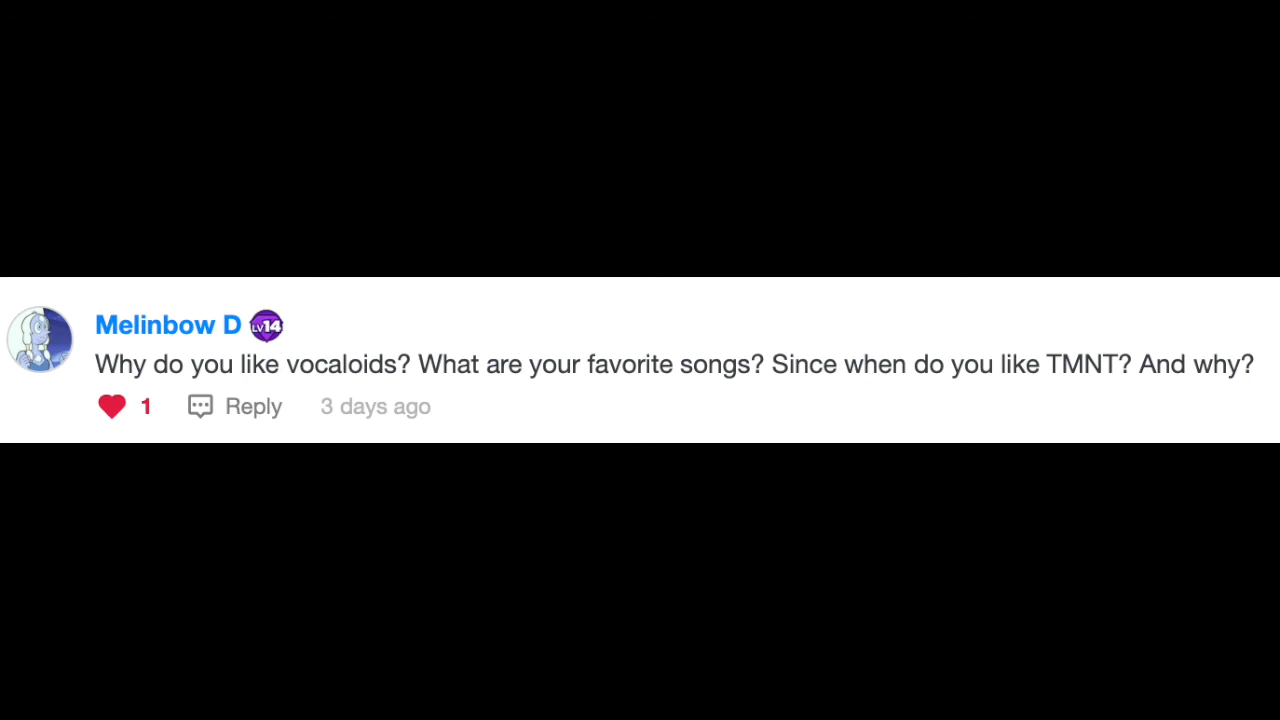 Melinbow D LV14
Why do you like vocaloids? What are your favorite songs? Since when do you like TMNT? And why?
1 Reply 3 days ago